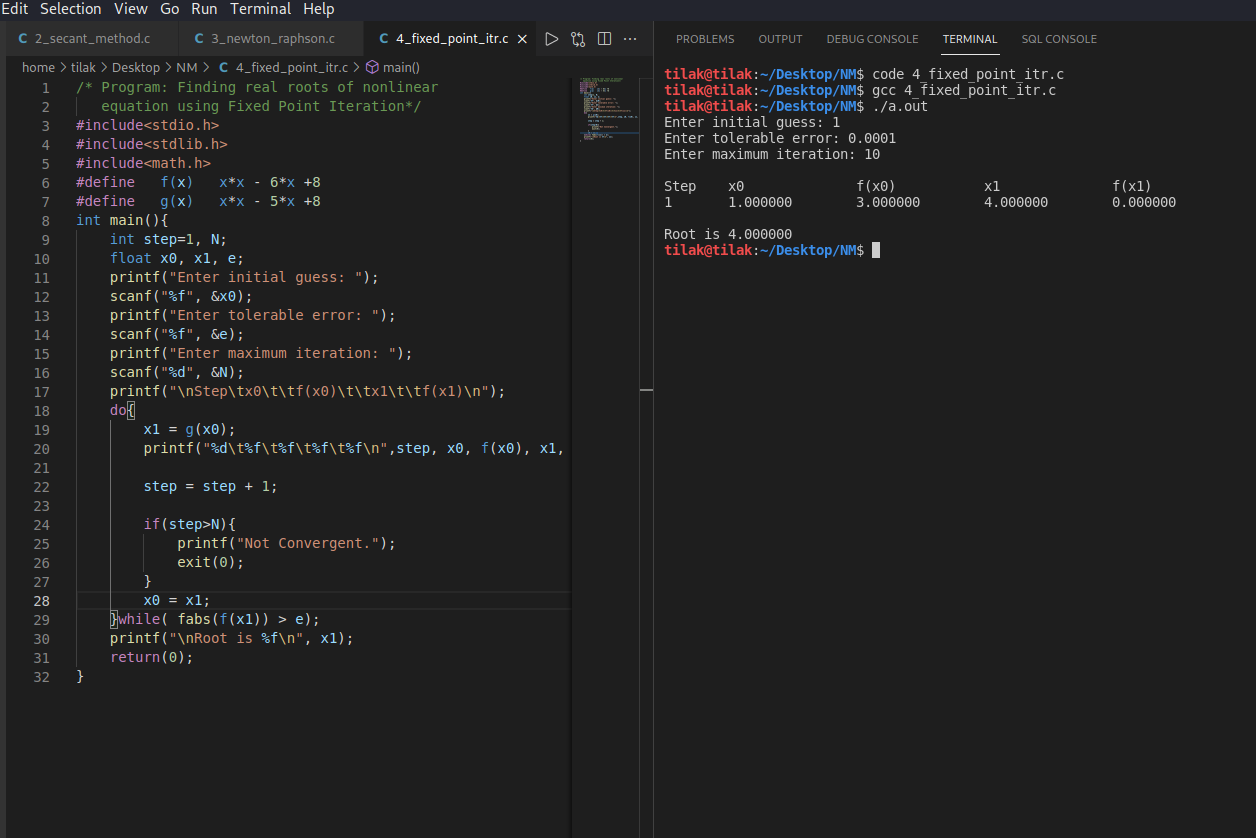 Edit Selection View Go Run Terminal Help
2_secant_method.c 3_newton_raphson.c 4_fixed_point_itr.c
home > tilak > Desktop > NM > C 4_fixed_point_itr.c > main()
1 /* Program: Finding real roots of nonlinear
2    equation using Fixed Point Iteration*/
3 #include<stdio.h>
4 #include<stdlib.h>
5 #include<math.h>
6 #define   f(x)   x*x - 6*x +8
7 #define   g(x)   x*x - 5*x +8
8 int main(){
9     int step=1, N;
10     float x0, x1, e;
11     printf("Enter initial guess: ");
12     scanf("%f", &x0);
13     printf("Enter tolerable error: ");
14     scanf("%f", &e);
15     printf("Enter maximum iteration: ");
16     scanf("%d", &N);
17     printf("\nStep\tx0\t\tf(x0)\t\tx1\t\tf(x1)\n");
18     do{
19         x1 = g(x0);
20         printf("%d\t%f\t%f\t%f\t%f\n",step, x0, f(x0), x1,
21
22         step = step + 1;
23
24         if(step>N){
25             printf("Not Convergent.");
26             exit(0);
27         }
28         x0 = x1;
29     }while( fabs(f(x1)) > e);
30     printf("\nRoot is %f\n", x1);
31     return(0);
32 }
PROBLEMS OUTPUT DEBUG CONSOLE TERMINAL SQL CONSOLE
tilak@tilak:~/Desktop/NM$ code 4_fixed_point_itr.c
tilak@tilak:~/Desktop/NM$ gcc 4_fixed_point_itr.c
tilak@tilak:~/Desktop/NM$ ./a.out
Enter initial guess: 1
Enter tolerable error: 0.0001
Enter maximum iteration: 10
Step    x0              f(x0)           x1              f(x1)
1       1.000000        3.000000        4.000000        0.000000
Root is 4.000000
tilak@tilak:~/Desktop/NM$